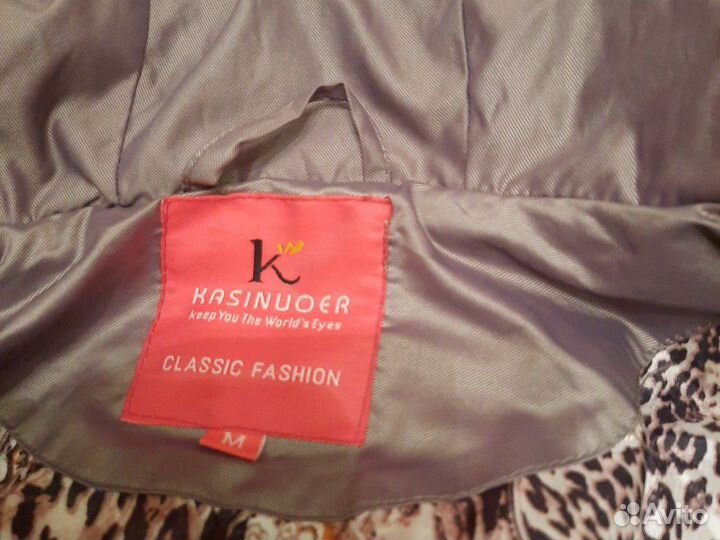 K
KASINUOER
Keep You The World's Eyes
CLASSIC FASHION
M
Avito